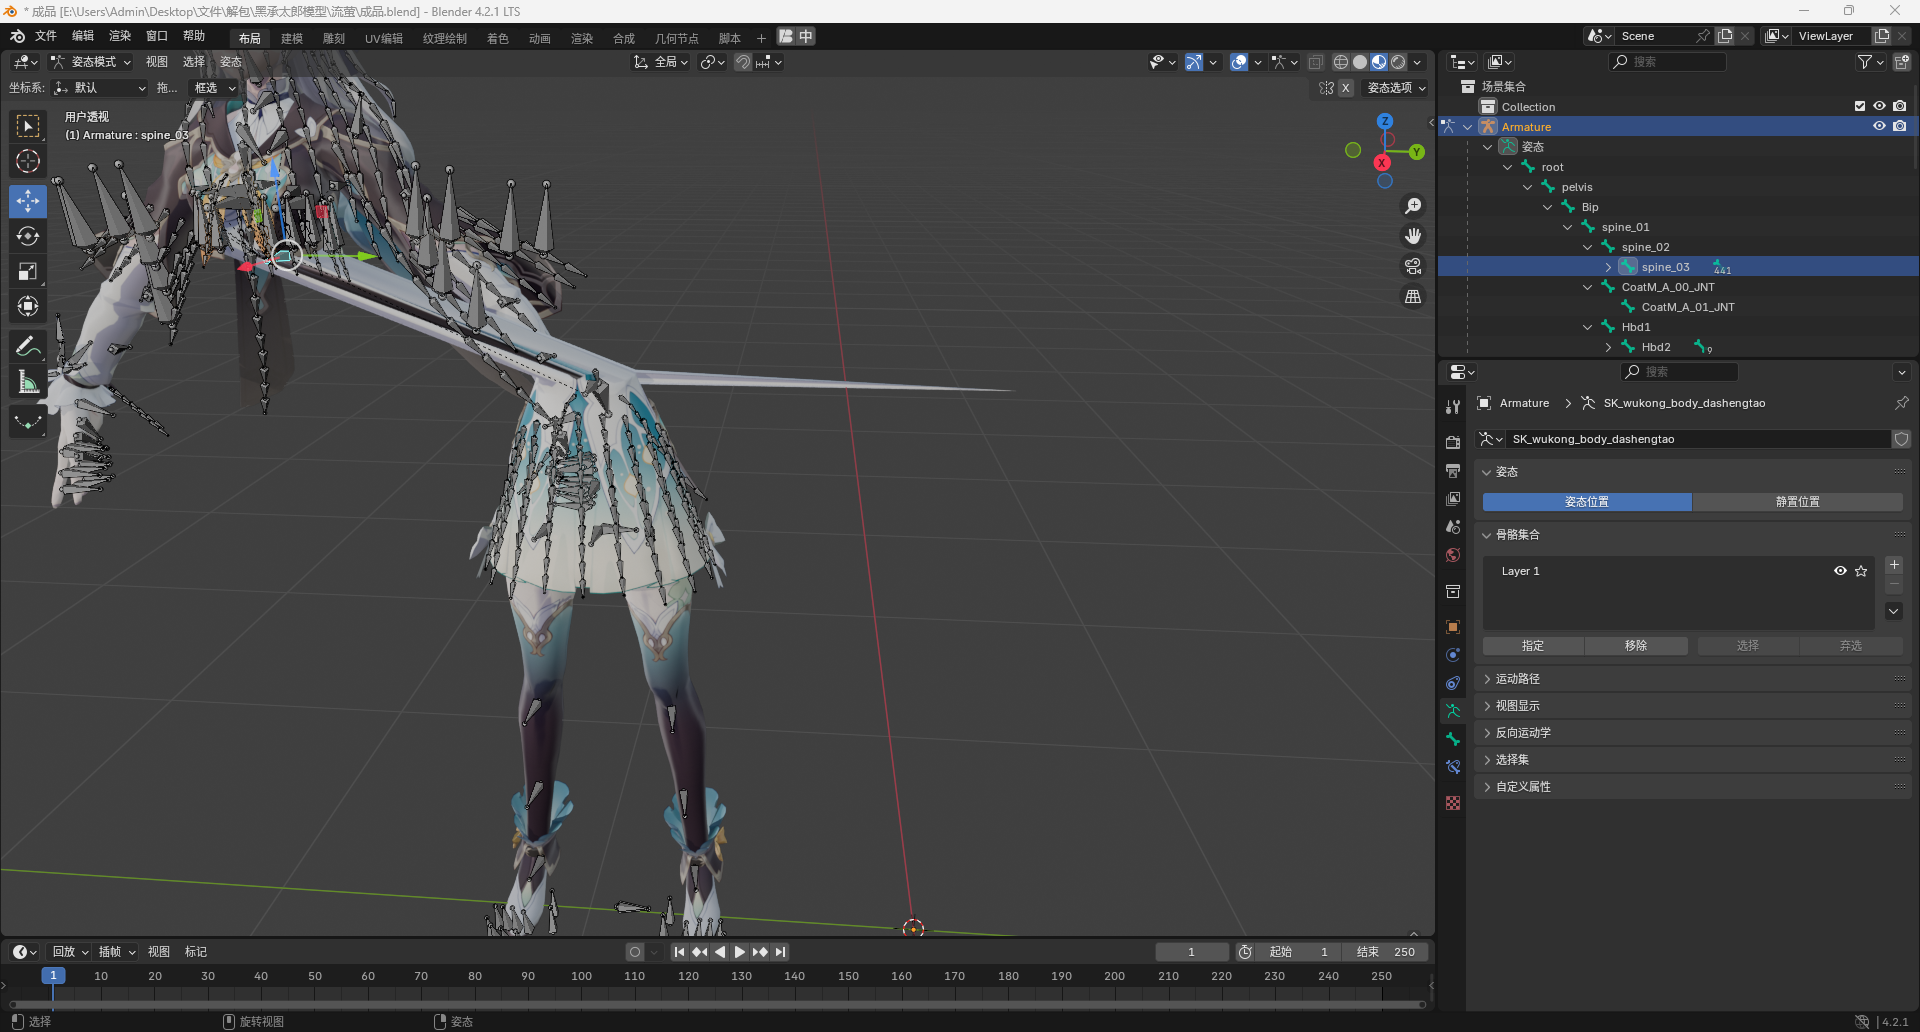 * 成品 [E:\Users\Admin\Desktop\文件\解包\黑承太郎模型\流萤\成品.blend] - Blender 4.2.1 LTS
文件 编辑 渲染 窗口 帮助 布局 建模 雕刻 UV编辑 纹理绘制 着色 动画 渲染 合成 几何节点 脚本 + 中 Scene ViewLayer
姿态模式 视图 选择 姿态 全局
坐标系: 默认 拖... 框选 X 姿态选项
用户透视
(1) Armature : spine_03
Z
Y
X
搜索
场景集合
Collection
Armature
姿态
root
pelvis
Bip
spine_01
spine_02
spine_03 441
CoatM_A_00_JNT
CoatM_A_01_JNT
Hbd1
Hbd2 9
搜索
Armature > SK_wukong_body_dashengtao
SK_wukong_body_dashengtao
姿态
姿态位置 静置位置
骨骼集合
Layer 1
指定 移除 选择 弃选
运动路径
视图显示
反向运动学
选择集
自定义属性
回放 插帧 视图 标记 1 起始 1 结束 250
1 10 20 30 40 50 60 70 80 90 100 110 120 130 140 150 160 170 180 190 200 210 220 230 240 250
选择 旋转视图 姿态 4.2.1